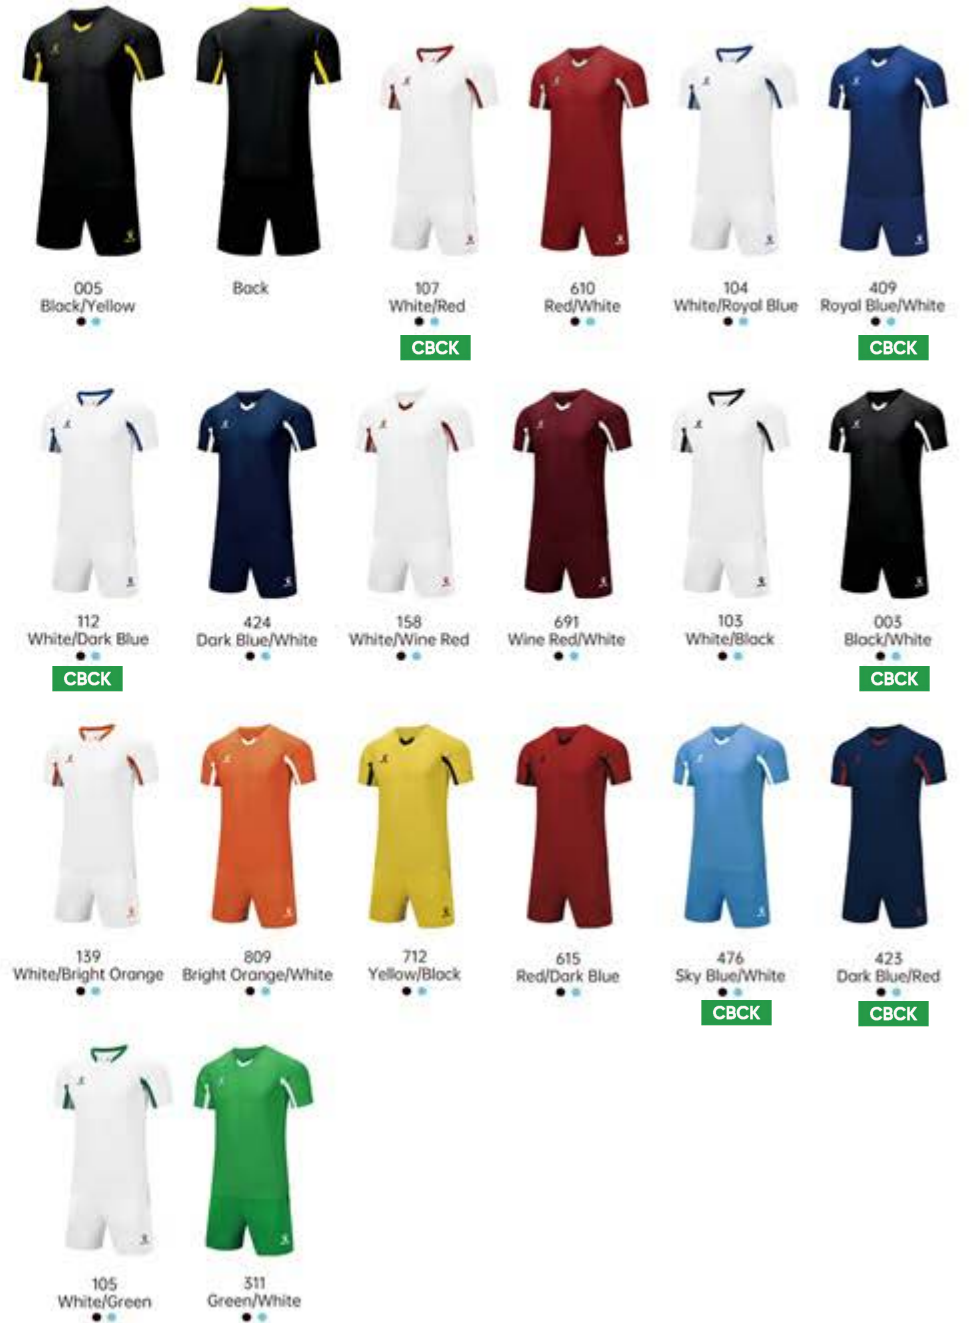 005
Black/Yellow
Back
107
White/Red
CBCK
610
Red/White
104
White/Royal Blue
409
Royal Blue/White
CBCK
112
White/Dark Blue
CBCK
424
Dark Blue/White
158
White/Wine Red
691
Wine Red/White
103
White/Black
003
Black/White
CBCK
139
White/Bright Orange
809
Bright Orange/White
712
Yellow/Black
615
Red/Dark Blue
476
Sky Blue/White
CBCK
423
Dark Blue/Red
CBCK
105
White/Green
311
Green/White